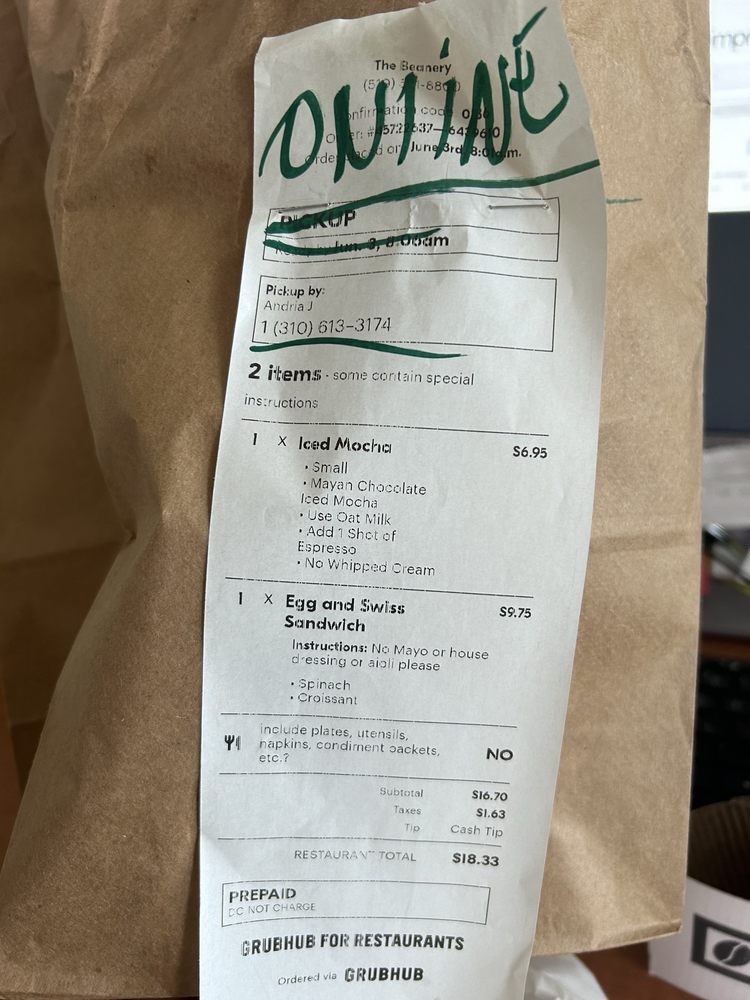 The Beanery
ONLINE
PICKUP
Jun. 3, 8:00am
Pickup by:
Andria J
1 (310) 613-3174
2 items - some contain special
instructions
1 x Iced Mocha $6.95
• Small
• Mayan Chocolate
Iced Mocha
• Use Oat Milk
• Add 1 Shot of
Espresso
• No Whipped Cream
1 x Egg and Swiss $9.75
Sandwich
Instructions: No Mayo or house
dressing or aioli please
• Spinach
• Croissant
include plates, utensils,
napkins, condiment packets, NO
etc.?
Subtotal $16.70
Taxes $1.63
Tip Cash Tip
RESTAURANT TOTAL $18.33
PREPAID
DO NOT CHARGE
GRUBHUB FOR RESTAURANTS
Ordered via GRUBHUB